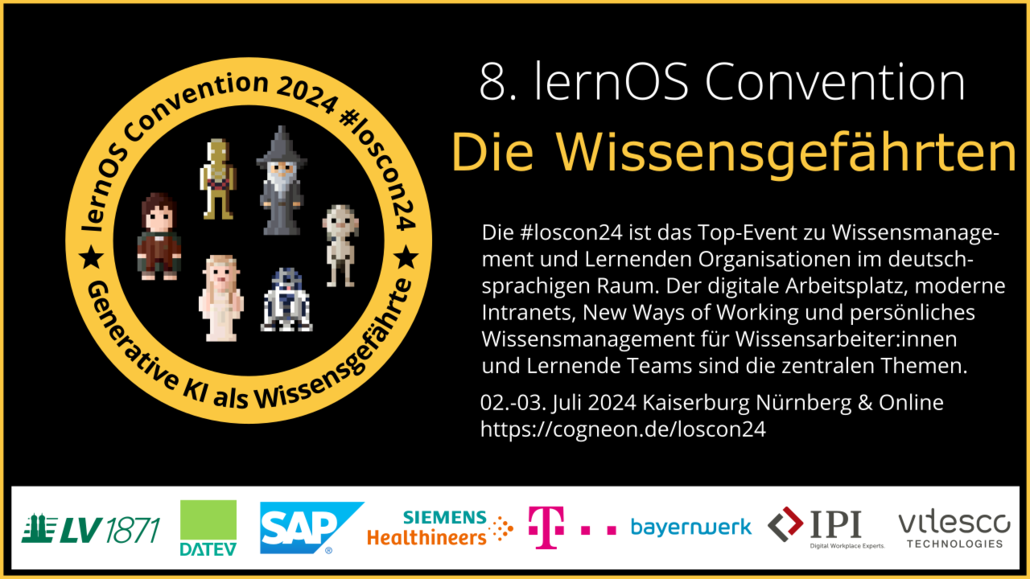 lernOS Convention 2024 #loscon24
Generative KI als Wissensgefährte
8. lernOS Convention
Die Wissensgefährten
Die #loscon24 ist das Top-Event zu Wissensmanage-
ment und Lernenden Organisationen im deutsch-
sprachigen Raum. Der digitale Arbeitsplatz, moderne
Intranets, New Ways of Working und persönliches
Wissensmanagement für Wissensarbeiter:innen
und Lernende Teams sind die zentralen Themen.
02.-03. Juli 2024 Kaiserburg Nürnberg & Online
https://cogneon.de/loscon24
LV 1871
DATEV
SAP®
SIEMENS
Healthineers
T
bayernwerk
IPI
Digital Workplace Experts.
vitesco
TECHNOLOGIES